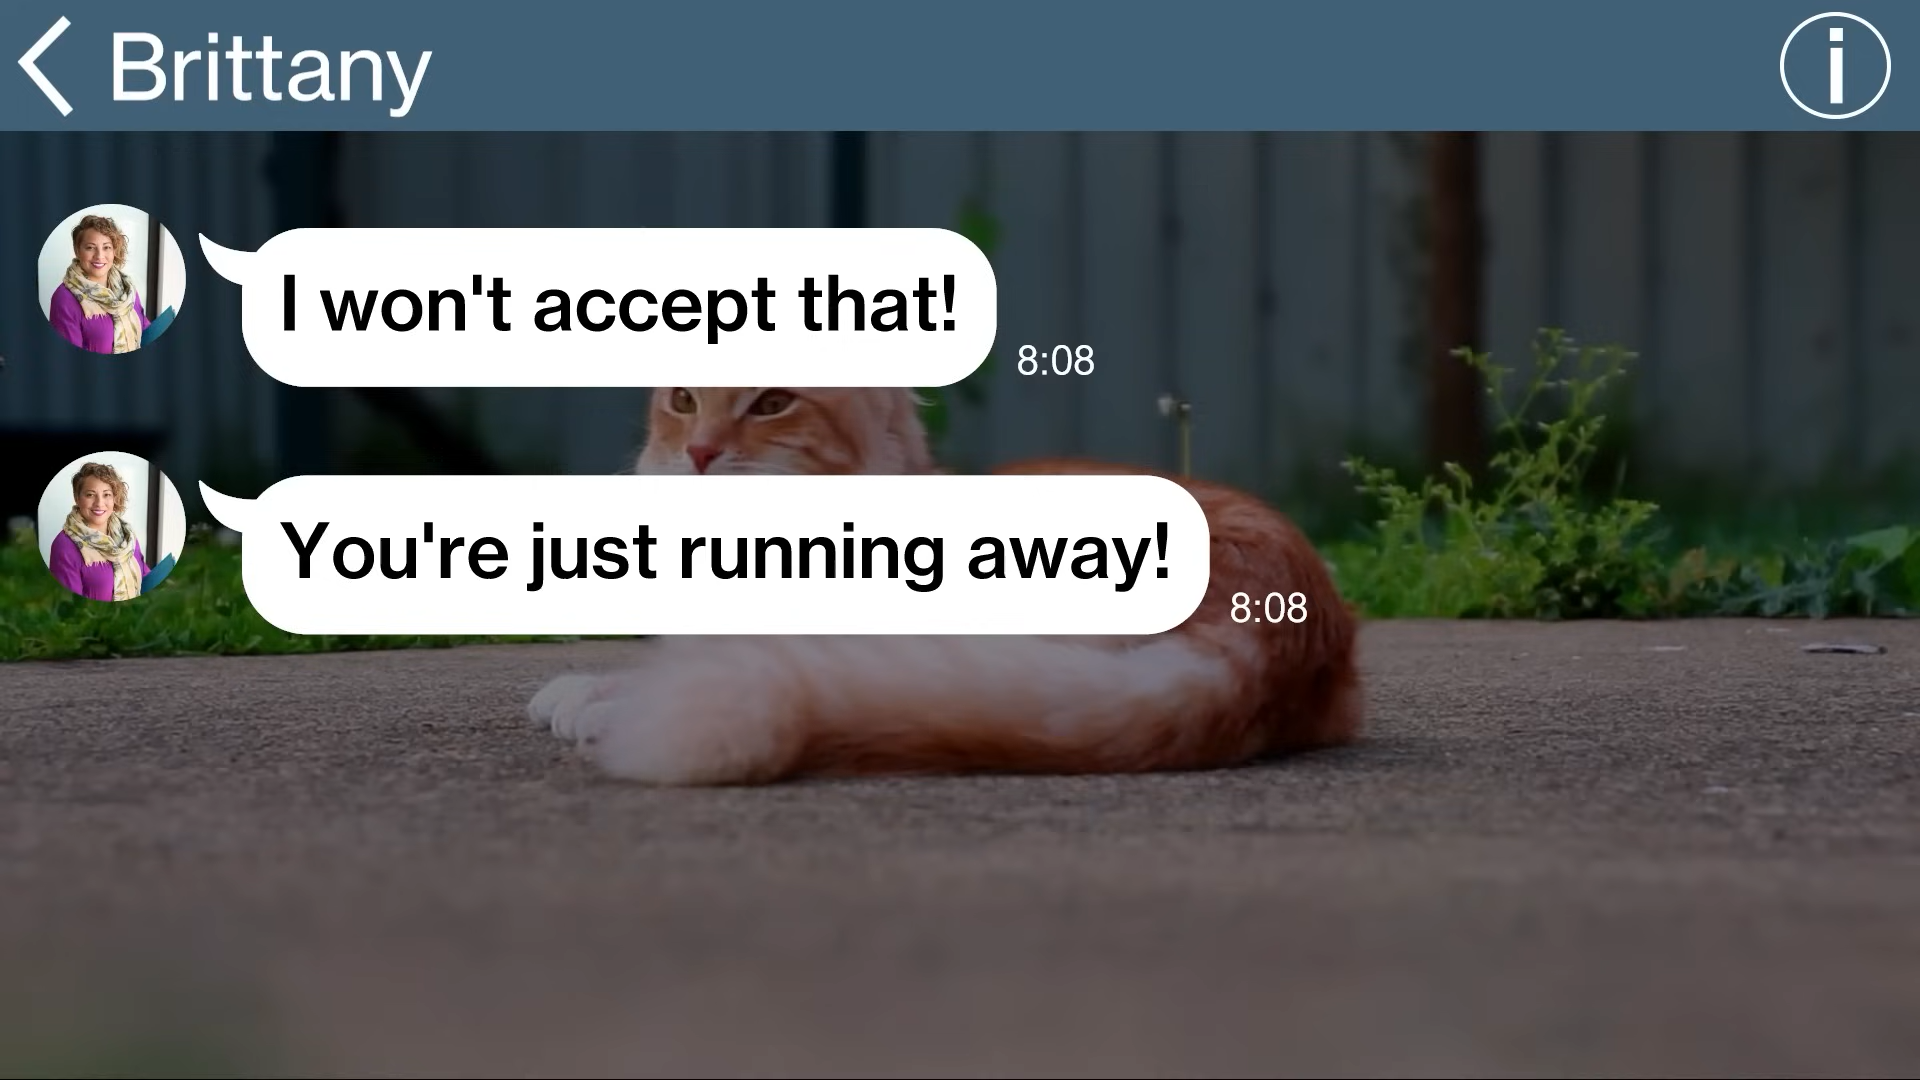 Brittany
I won't accept that!
8:08
You're just running away!
8:08